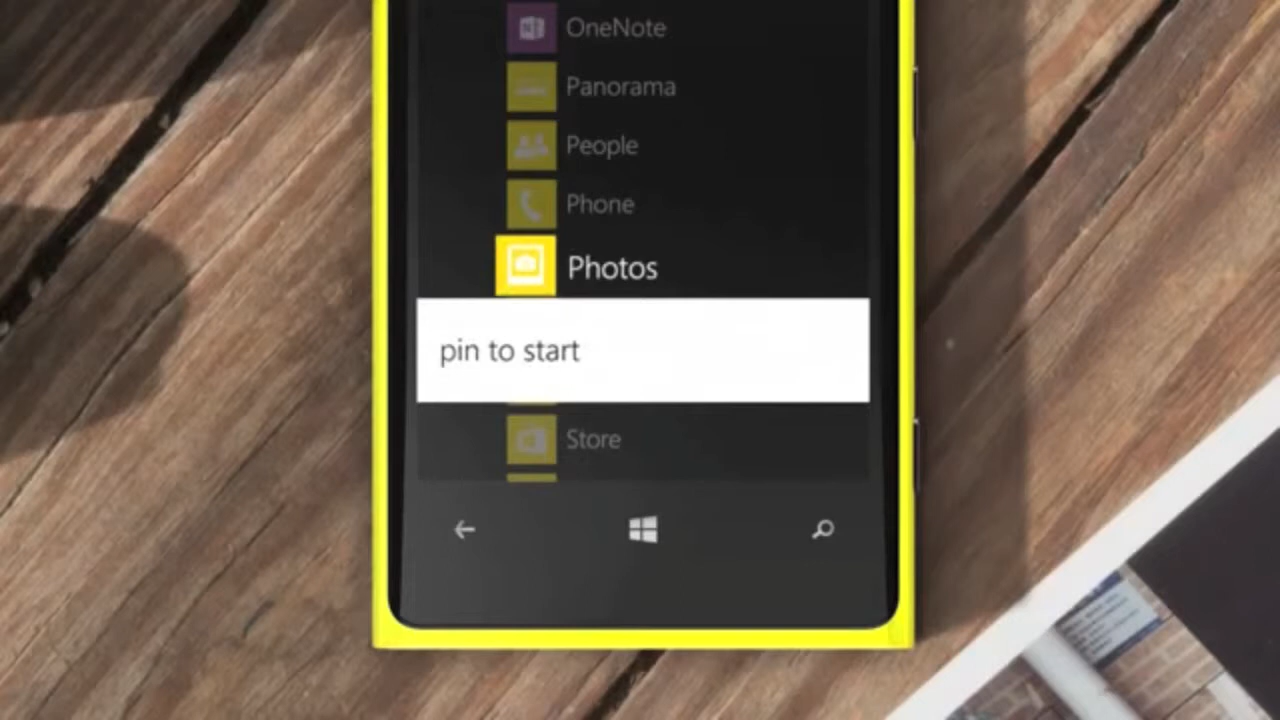 OneNote
Panorama
People
Phone
Photos
pin to start
Store